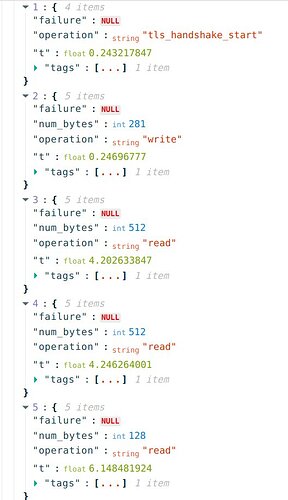 1 : { 4 items
"failure" : NULL
"operation" : string "tls_handshake_start"
"t" : float 0.243217847
"tags" : [...] 1 item
}
2 : { 5 items
"failure" : NULL
"num_bytes" : int 281
"operation" : string "write"
"t" : float 0.24696777
"tags" : [...] 1 item
}
3 : { 5 items
"failure" : NULL
"num_bytes" : int 512
"operation" : string "read"
"t" : float 4.202633847
"tags" : [...] 1 item
}
4 : { 5 items
"failure" : NULL
"num_bytes" : int 512
"operation" : string "read"
"t" : float 4.246264001
"tags" : [...] 1 item
}
5 : { 5 items
"failure" : NULL
"num_bytes" : int 128
"operation" : string "read"
"t" : float 6.148481924
"tags" : [...] 1 item
}